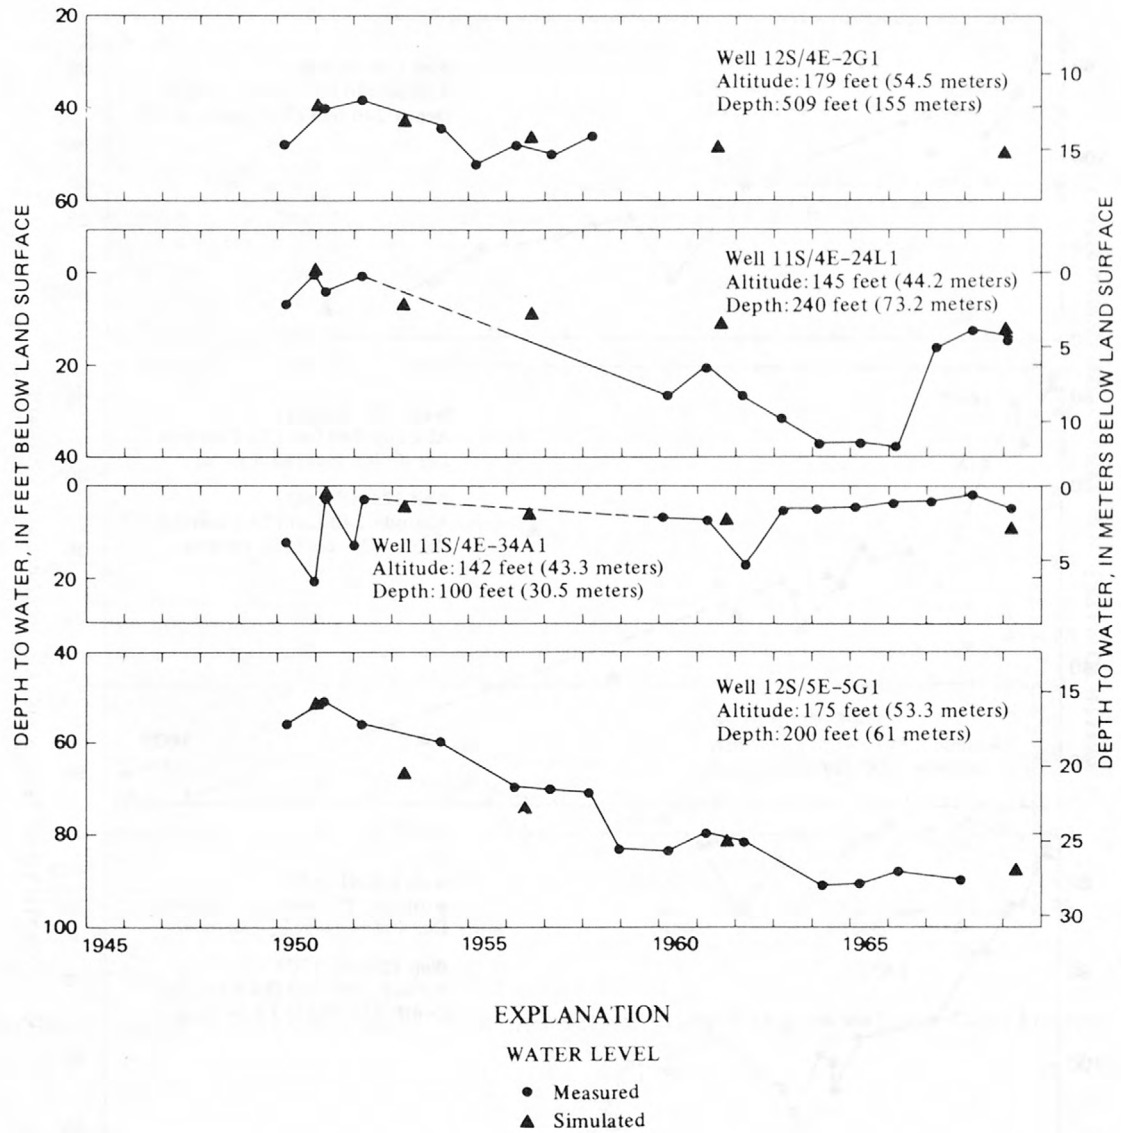 20
40
60
10
15
Well 12S/4E-2G1
Altitude: 179 feet (54.5 meters)
Depth: 509 feet (155 meters)
0
20
40
0
5
10
Well 11S/4E-24L1
Altitude: 145 feet (44.2 meters)
Depth: 240 feet (73.2 meters)
0
20
0
5
Well 11S/4E-34A1
Altitude: 142 feet (43.3 meters)
Depth: 100 feet (30.5 meters)
40
60
80
100
15
20
25
30
Well 12S/5E-5G1
Altitude: 175 feet (53.3 meters)
Depth: 200 feet (61 meters)
DEPTH TO WATER, IN FEET BELOW LAND SURFACE
DEPTH TO WATER, IN METERS BELOW LAND SURFACE
1945 1950 1955 1960 1965
EXPLANATION
WATER LEVEL
● Measured
▲ Simulated